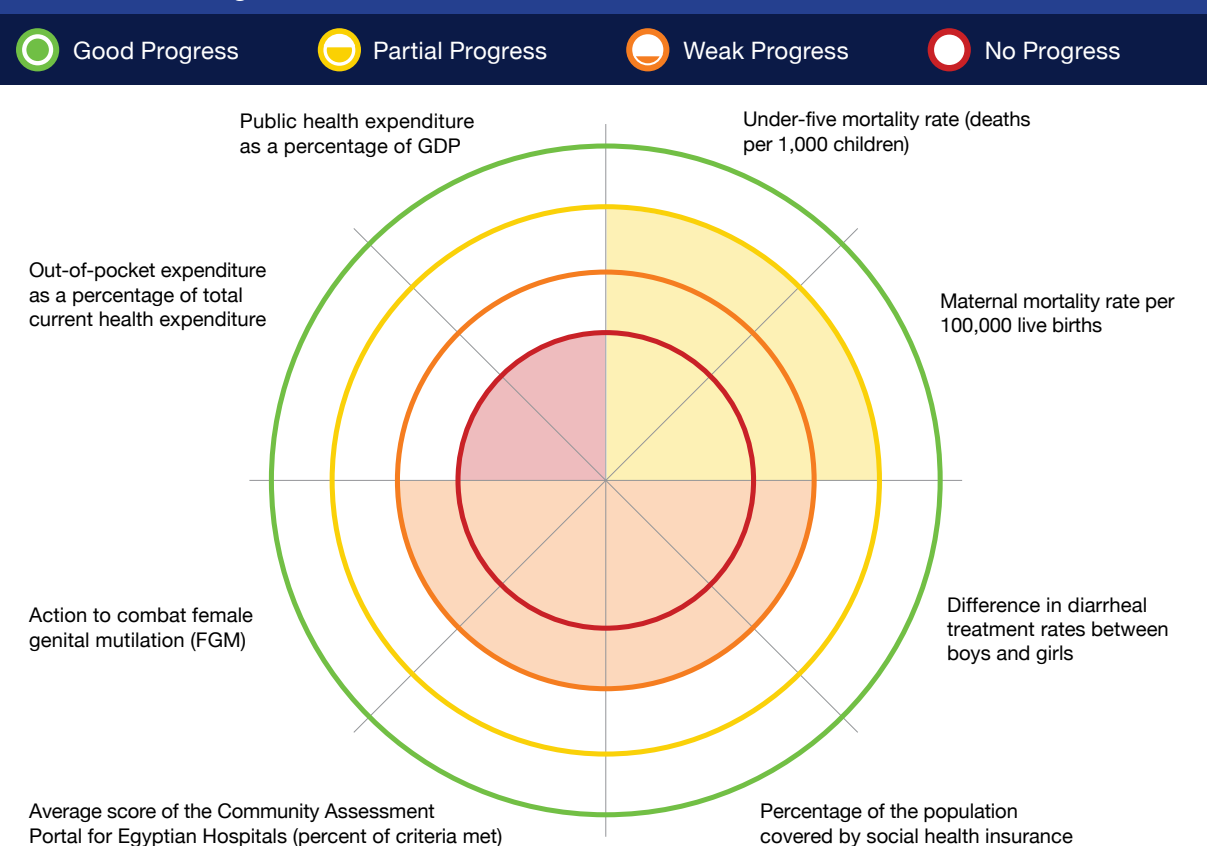 Good Progress
Partial Progress
Weak Progress
No Progress
Public health expenditure
as a percentage of GDP
Under-five mortality rate (deaths
per 1,000 children)
Out-of-pocket expenditure
as a percentage of total
current health expenditure
Maternal mortality rate per
100,000 live births
Action to combat female
genital mutilation (FGM)
Difference in diarrheal
treatment rates between
boys and girls
Average score of the Community Assessment
Portal for Egyptian Hospitals (percent of criteria met)
Percentage of the population
covered by social health insurance